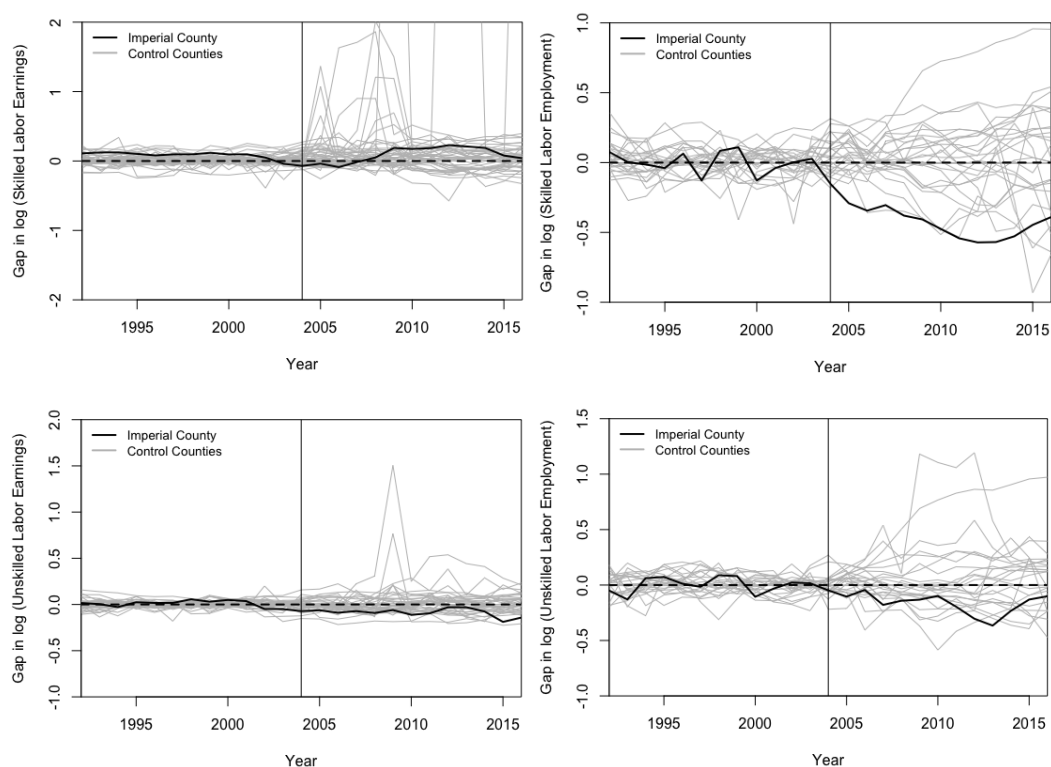 Gap in log (Skilled Labor Earnings)
2
1
0
-1
-2
Imperial County
Control Counties
1995 2000 2005 2010 2015
Year
Gap in log (Skilled Labor Employment)
1.0
0.5
0.0
-0.5
-1.0
Imperial County
Control Counties
1995 2000 2005 2010 2015
Year
Gap in log (Unskilled Labor Earnings)
2.0
1.5
1.0
0.5
0.0
-0.5
-1.0
Imperial County
Control Counties
1995 2000 2005 2010 2015
Year
Gap in log (Unskilled Labor Employment)
1.5
1.0
0.5
0.0
-0.5
-1.0
Imperial County
Control Counties
1995 2000 2005 2010 2015
Year